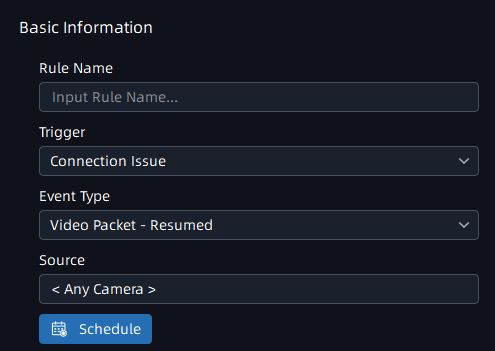 Basic Information
Rule Name
Input Rule Name...
Trigger
Connection Issue
Event Type
Video Packet - Resumed
Source
< Any Camera >
Schedule